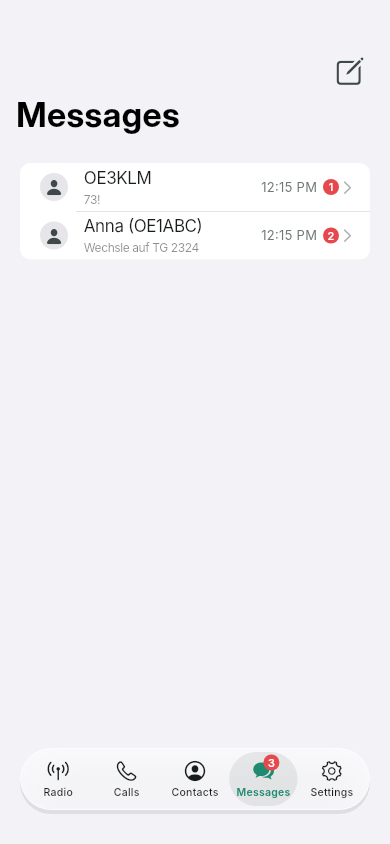 Messages
OE3KLM
12:15 PM 1
73!
Anna (OE1ABC)
12:15 PM 2
Wechsle auf TG 2324
3
Radio Calls Contacts Messages Settings